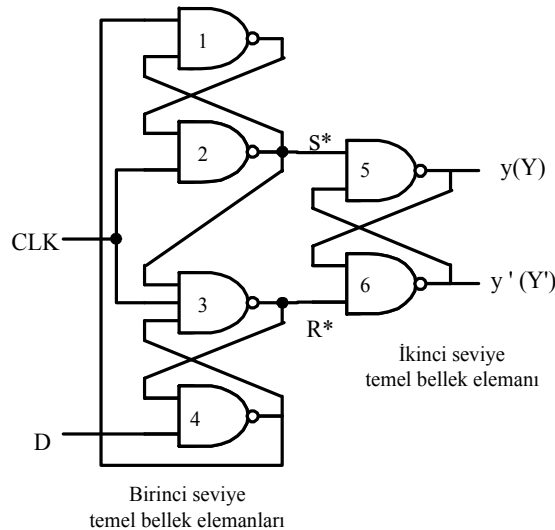 1
2
S*
5
y(Y)
CLK
3
R*
6
y ' (Y')
İkinci seviye
temel bellek elemanı
4
D
Birinci seviye
temel bellek elemanları